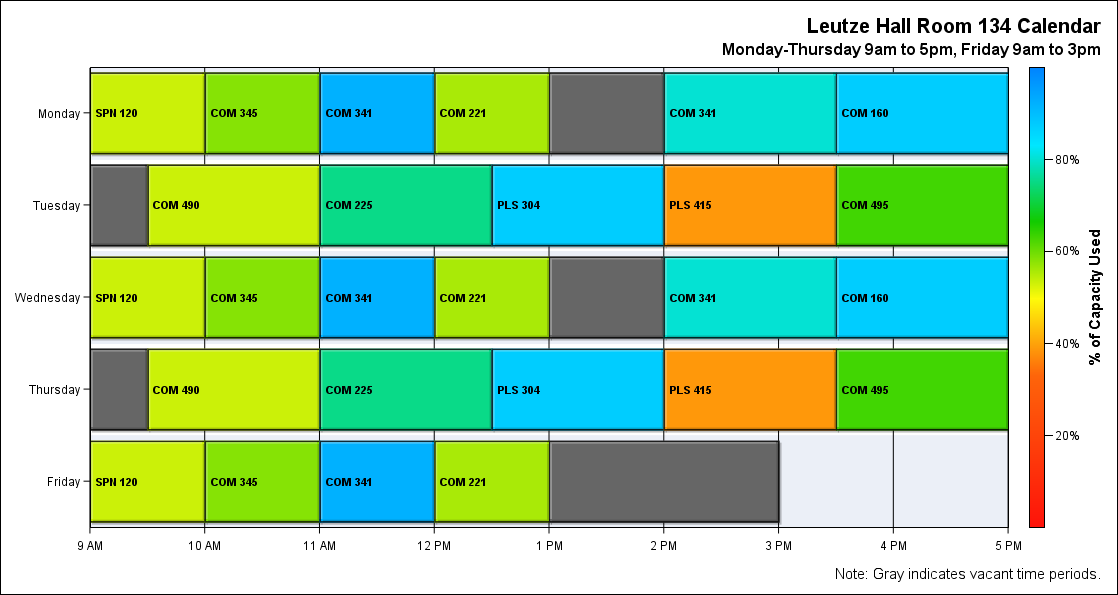 Leutze Hall Room 134 Calendar
Monday-Thursday 9am to 5pm, Friday 9am to 3pm
Monday
SPN 120
COM 345
COM 341
COM 221
COM 341
COM 160
Tuesday
COM 490
COM 225
PLS 304
PLS 415
COM 495
Wednesday
SPN 120
COM 345
COM 341
COM 221
COM 341
COM 160
Thursday
COM 490
COM 225
PLS 304
PLS 415
COM 495
Friday
SPN 120
COM 345
COM 341
COM 221
9 AM
10 AM
11 AM
12 PM
1 PM
2 PM
3 PM
4 PM
5 PM
80%
60%
40%
20%
% of Capacity Used
Note: Gray indicates vacant time periods.